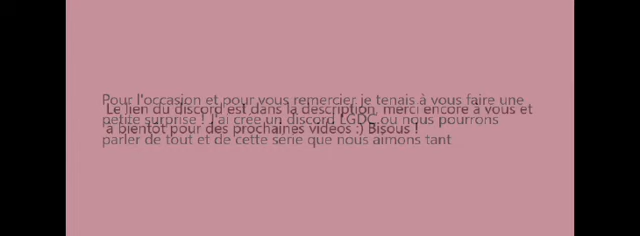 Pour l'occasion et pour vous remercier je tenais à vous faire une
petite surprise ! J'ai crée un discord LGDC où nous pourrons
parler de tout et de cette série que nous aimons tant
Le lien du discord est dans la description, merci encore à vous et
à bientôt pour des prochaines vidéos :) Bisous !